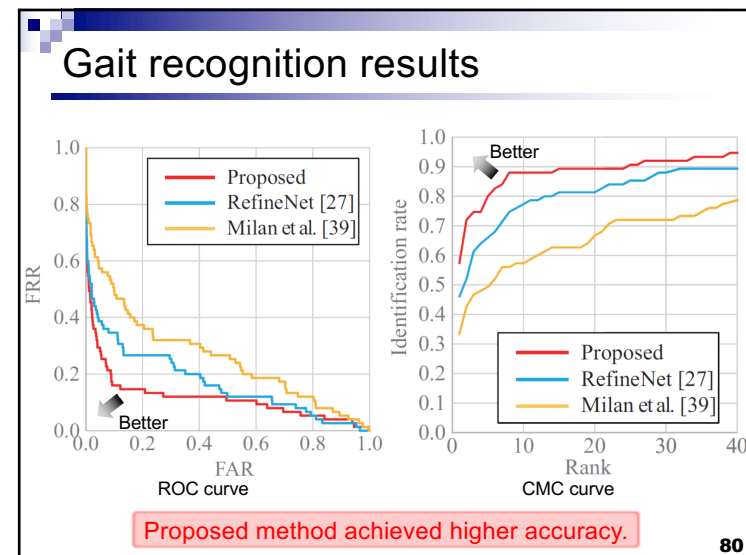 Gait recognition results
1.0
0.8
0.6
0.4
0.2
0.0
FRR
Proposed
RefineNet [27]
Milan et al. [39]
Better
0.0 0.2 0.4 0.6 0.8 1.0
FAR
ROC curve
1.0
0.9
0.8
0.7
0.6
0.5
0.4
0.3
0.2
0.1
0.0
Identification rate
Better
Proposed
RefineNet [27]
Milan et al. [39]
0 10 20 30 40
Rank
CMC curve
Proposed method achieved higher accuracy.
80